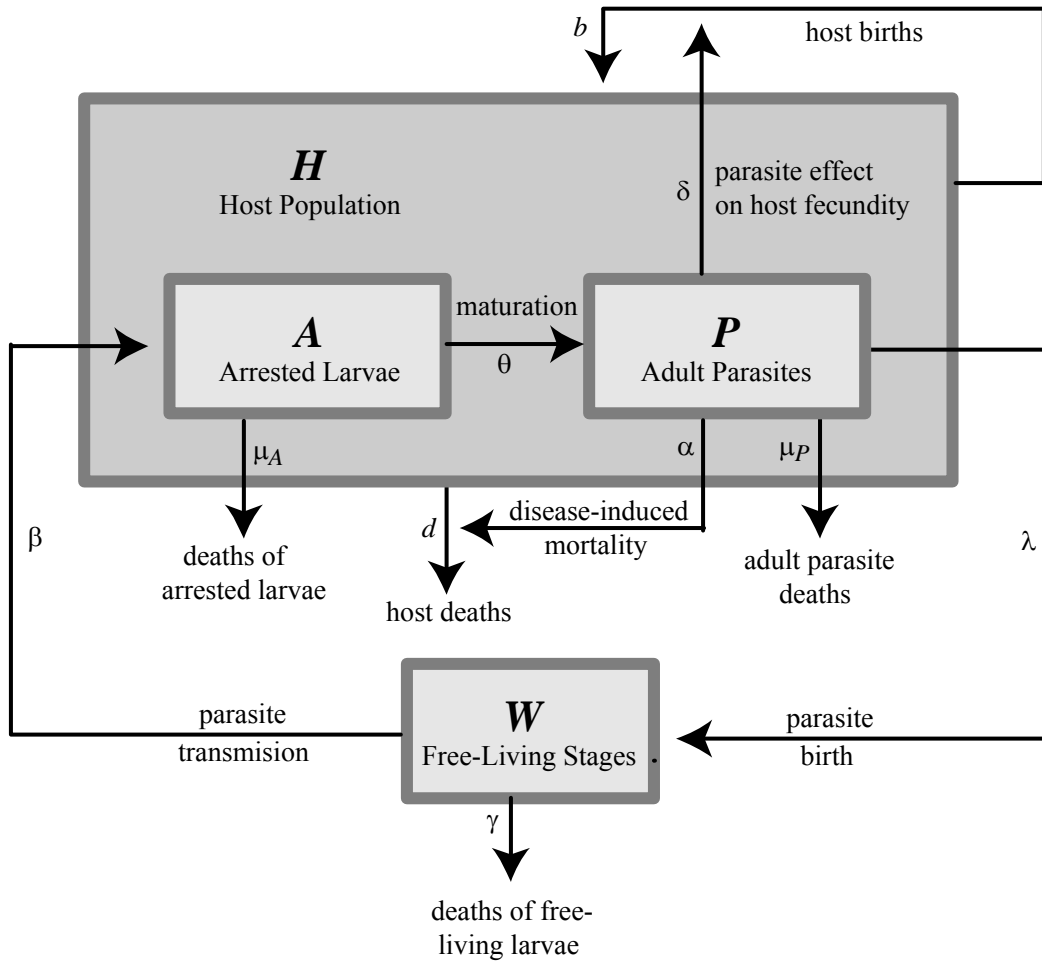 b
host births
H
Host Population
δ
parasite effect
on host fecundity
A
Arrested Larvae
maturation
θ
P
Adult Parasites
μA
α
μP
β
d
disease-induced
mortality
λ
deaths of
arrested larvae
host deaths
adult parasite
deaths
W
Free-Living Stages
parasite
transmision
parasite
birth
γ
deaths of free-
living larvae